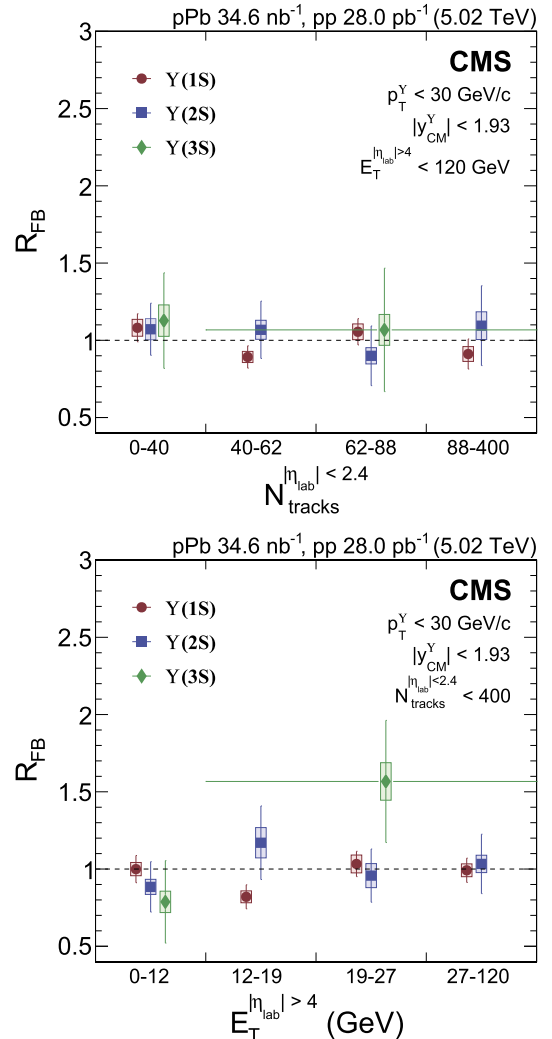 pPb 34.6 nb⁻¹, pp 28.0 pb⁻¹ (5.02 TeV)
CMS
ϒ(1S)
ϒ(2S)
ϒ(3S)
p_T^ϒ < 30 GeV/c
|y_CM^ϒ| < 1.93
E_T^{|η_lab|>4} < 120 GeV
R_FB
3
2.5
2
1.5
1
0.5
0-40 40-62 62-88 88-400
N_tracks^{|η_lab| < 2.4}
pPb 34.6 nb⁻¹, pp 28.0 pb⁻¹ (5.02 TeV)
CMS
ϒ(1S)
ϒ(2S)
ϒ(3S)
p_T^ϒ < 30 GeV/c
|y_CM^ϒ| < 1.93
N_tracks^{|η_lab|<2.4} < 400
R_FB
3
2.5
2
1.5
1
0.5
0-12 12-19 19-27 27-120
E_T^{|η_lab| > 4} (GeV)